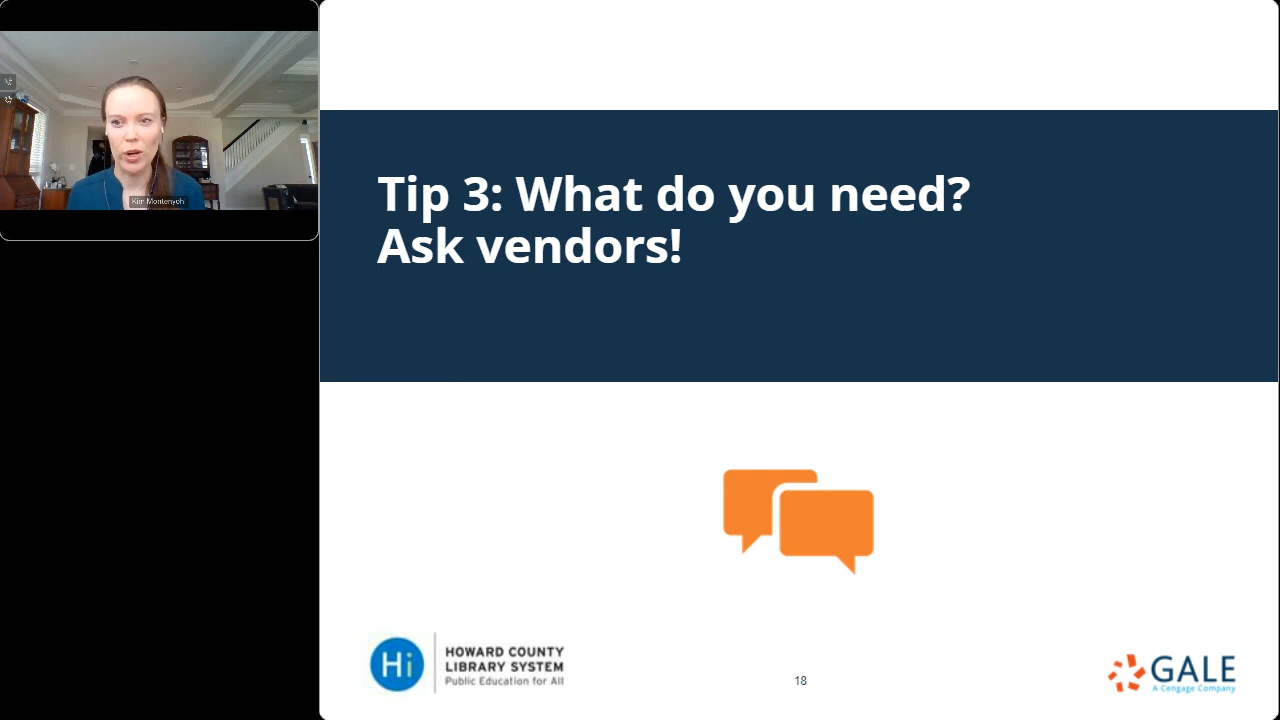 Kim Montenyohl
Tip 3: What do you need?
Ask vendors!
Hi
HOWARD COUNTY
LIBRARY SYSTEM
Public Education for All
18
GALE
A Cengage Company